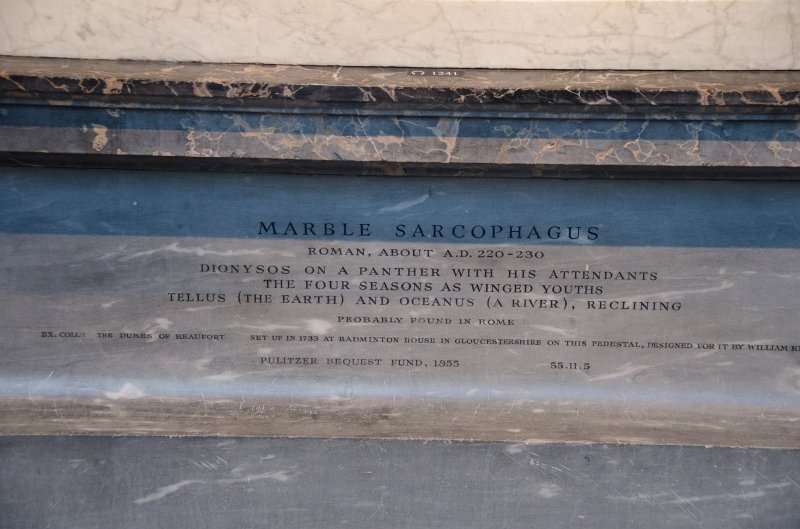 1241
MARBLE SARCOPHAGUS
ROMAN, ABOUT A.D. 220-230
DIONYSOS ON A PANTHER WITH HIS ATTENDANTS
THE FOUR SEASONS AS WINGED YOUTHS
TELLUS (THE EARTH) AND OCEANUS (A RIVER), RECLINING
PROBABLY FOUND IN ROME
EX. COLL: THE DUKES OF BEAUFORT SET UP IN 1733 AT BADMINTON HOUSE IN GLOUCESTERSHIRE ON THIS PEDESTAL, DESIGNED FOR IT BY WILLIAM
PULITZER BEQUEST FUND, 1955 55.11.5